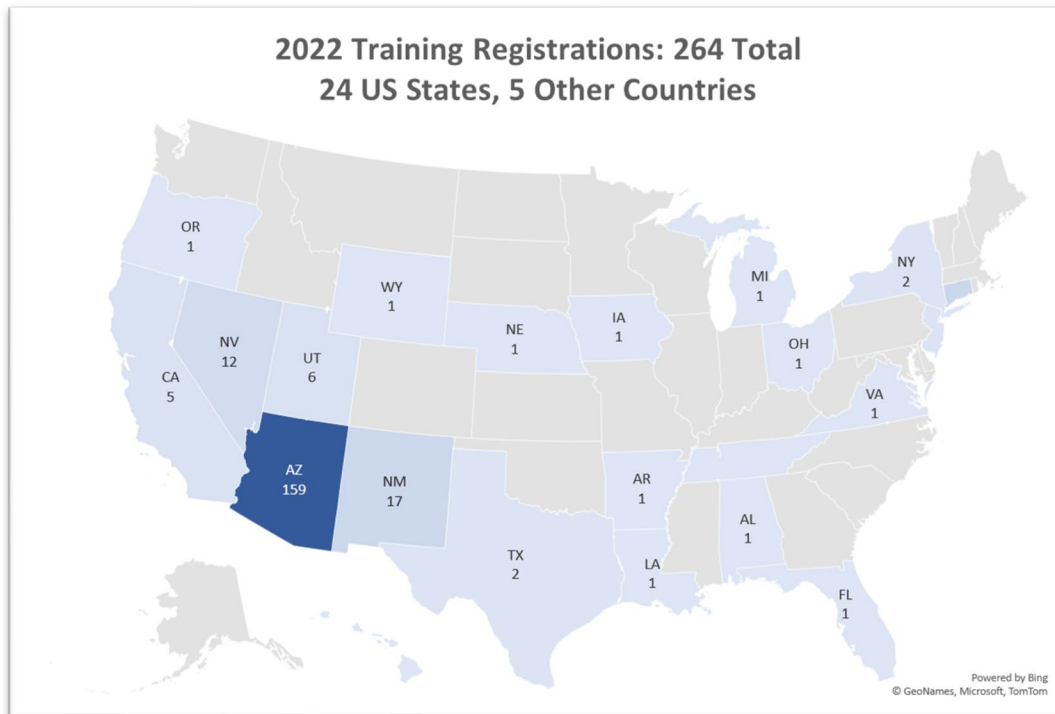 2022 Training Registrations: 264 Total
24 US States, 5 Other Countries
OR
1
WY
1
NE
1
IA
1
MI
1
NY
2
OH
1
NV
12
UT
6
CA
5
VA
1
AZ
159
NM
17
AR
1
AL
1
TX
2
LA
1
FL
1
Powered by Bing
© GeoNames, Microsoft, TomTom